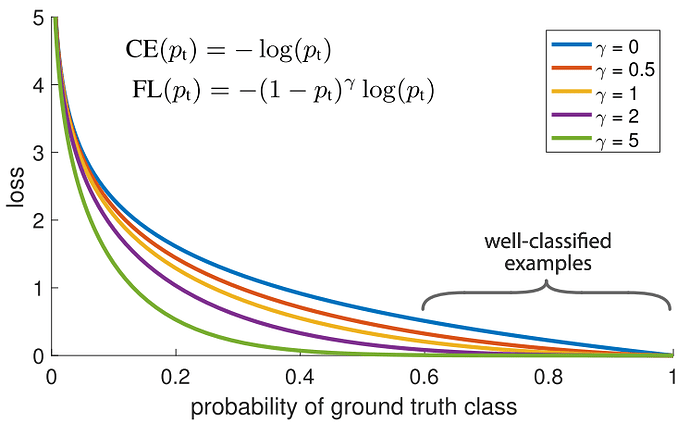 CE(pt) = − log(pt)
FL(pt) = −(1 − pt)^γ log(pt)
γ = 0
γ = 0.5
γ = 1
γ = 2
γ = 5
well-classified
examples
loss
5
4
3
2
1
0
0
0.2
0.4
0.6
0.8
1
probability of ground truth class